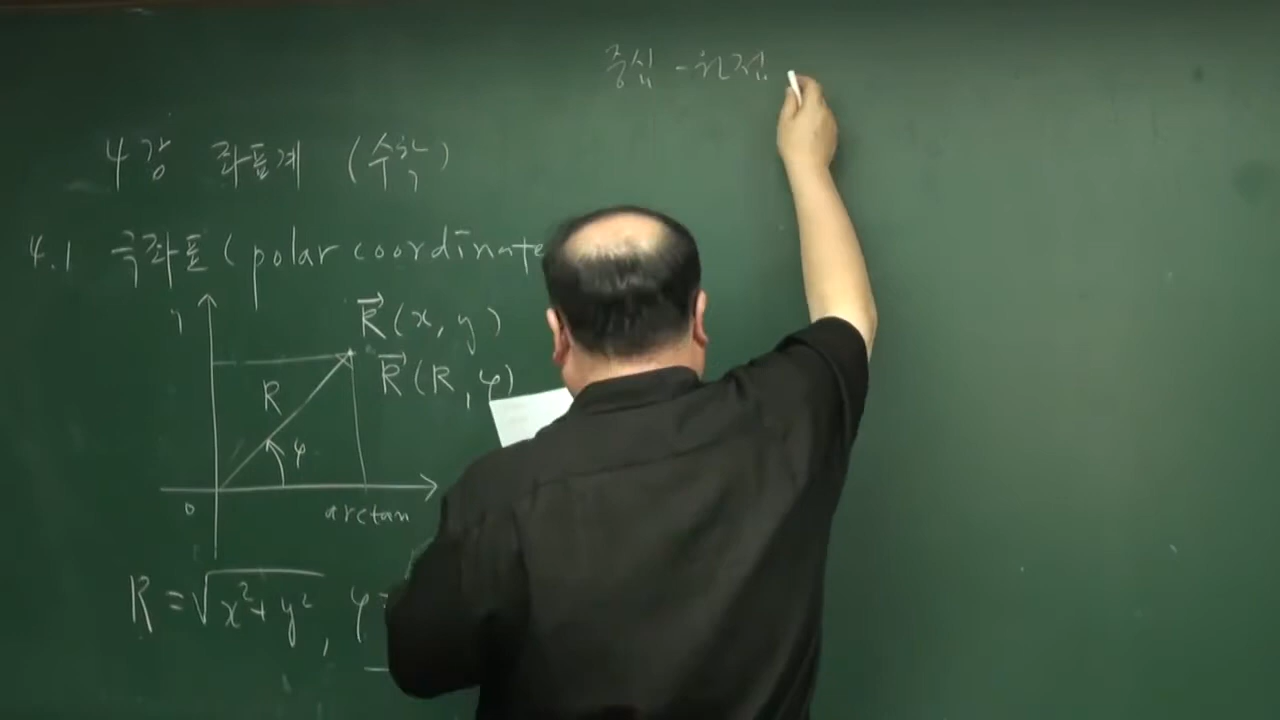 중심 - 원점
4강 좌표계 (수학)
4.1 극좌표 (polar coordinate
y
R⃗(x, y)
R⃗(R, φ)
R
φ
0
arctan
R = √x²+y², φ=